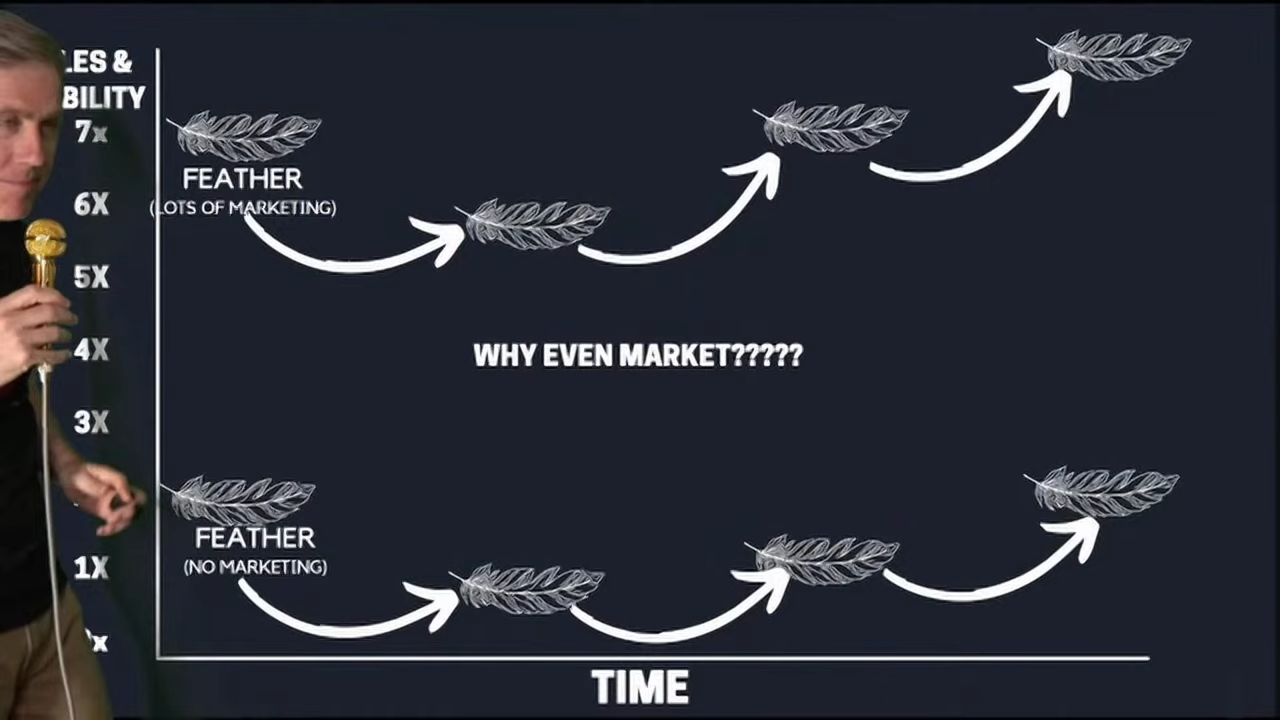 LES &
BILITY
7x
6X
5X
4X
3X
1X
x
FEATHER
(LOTS OF MARKETING)
WHY EVEN MARKET?????
FEATHER
(NO MARKETING)
TIME